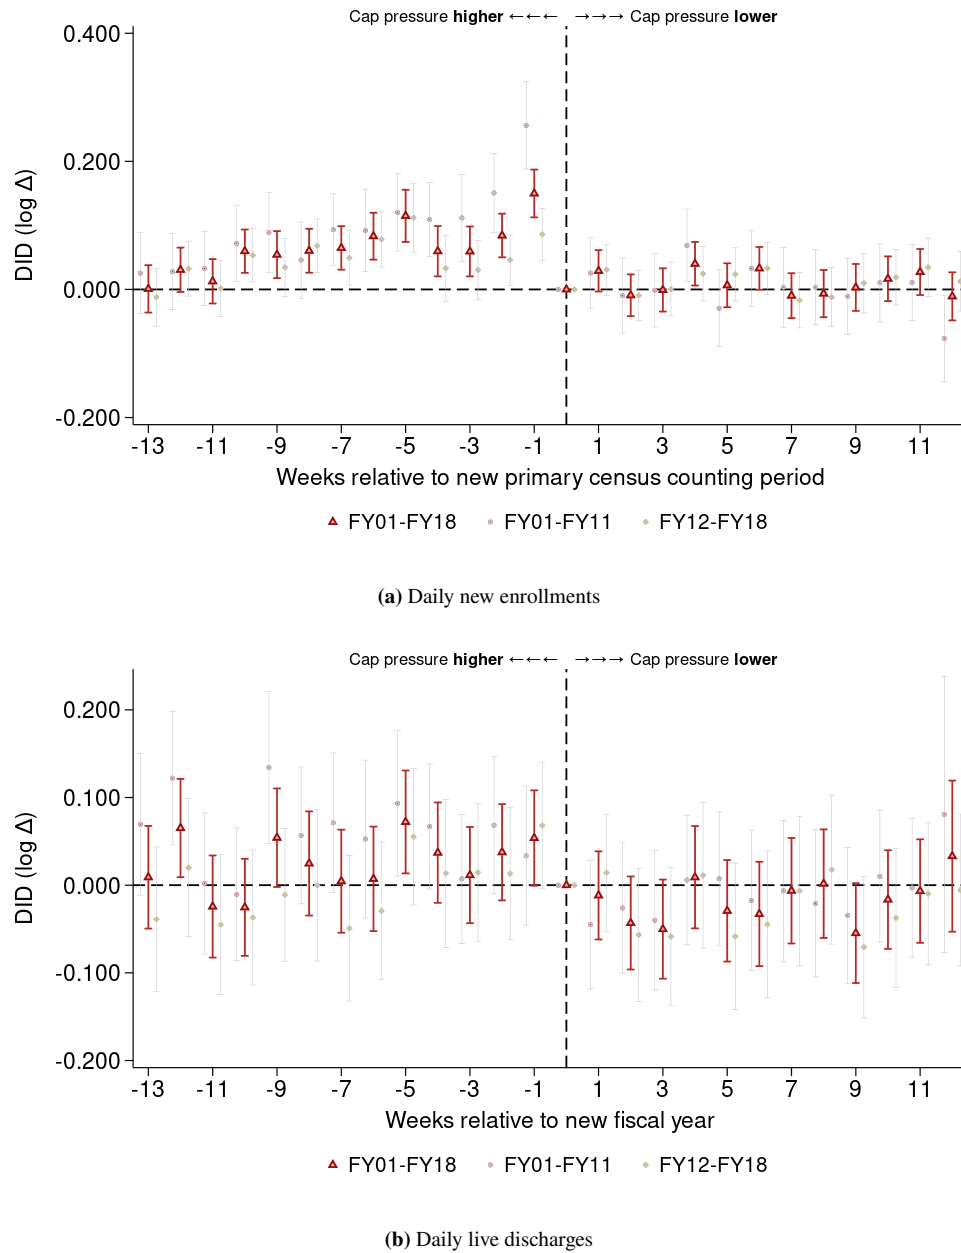 Cap pressure higher ←←← →→→ Cap pressure lower
0.400
0.200
0.000
-0.200
DID (log Δ)
-13 -11 -9 -7 -5 -3 -1 1 3 5 7 9 11
Weeks relative to new primary census counting period
FY01-FY18 FY01-FY11 FY12-FY18
(a) Daily new enrollments
Cap pressure higher ←←← →→→ Cap pressure lower
0.200
0.100
0.000
-0.100
-0.200
DID (log Δ)
-13 -11 -9 -7 -5 -3 -1 1 3 5 7 9 11
Weeks relative to new fiscal year
FY01-FY18 FY01-FY11 FY12-FY18
(b) Daily live discharges